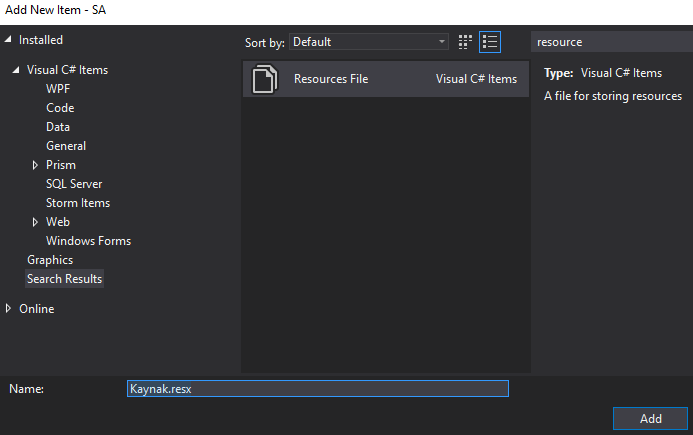 Add New Item - SA
Installed
Visual C# Items
WPF
Code
Data
General
Prism
SQL Server
Storm Items
Web
Windows Forms
Graphics
Search Results
Online
Sort by: Default
Resources File Visual C# Items
resource
Type: Visual C# Items
A file for storing resources
Name: Kaynak.resx
Add